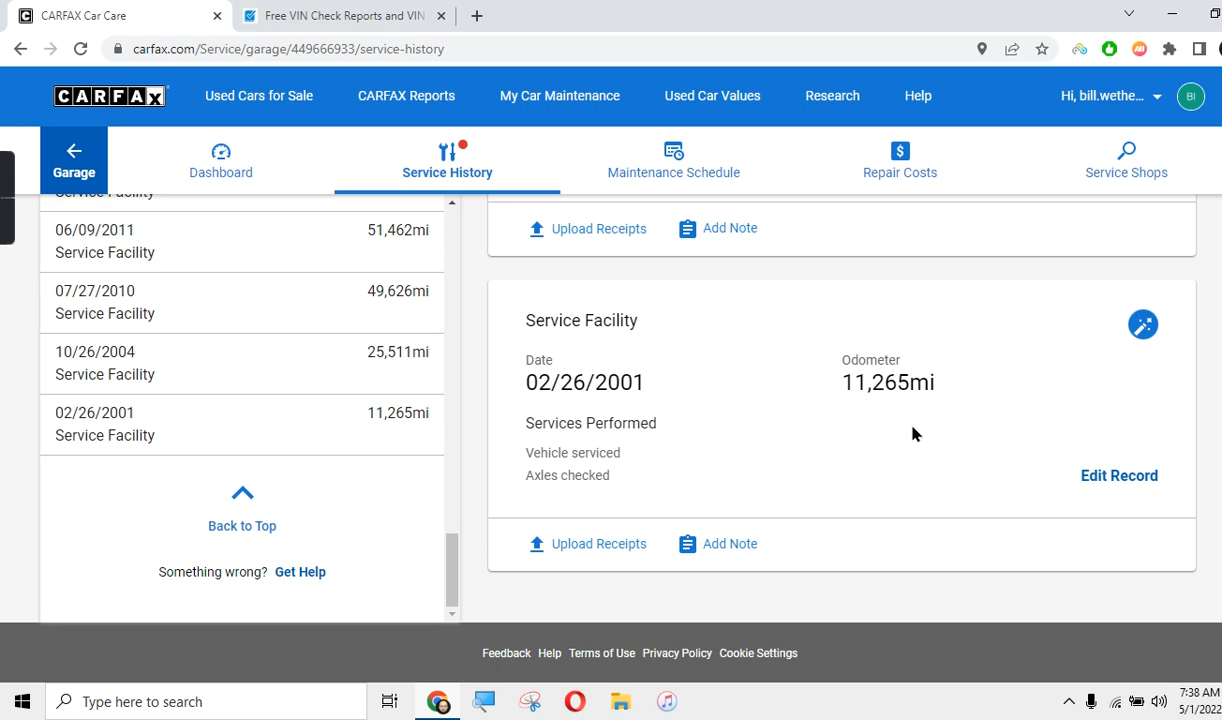 CARFAX Car Care
Free VIN Check Reports and VIN
carfax.com/Service/garage/449666933/service-history
CARFAX
Used Cars for Sale
CARFAX Reports
My Car Maintenance
Used Car Values
Research
Help
Hi, bill.wethe...
BI
Garage
Dashboard
Service History
Maintenance Schedule
Repair Costs
Service Shops
Service Facility
06/09/2011 51,462mi
Service Facility
07/27/2010 49,626mi
Service Facility
10/26/2004 25,511mi
Service Facility
02/26/2001 11,265mi
Service Facility
Back to Top
Something wrong? Get Help
Upload Receipts Add Note
Service Facility
Date Odometer
02/26/2001 11,265mi
Services Performed
Vehicle serviced
Axles checked
Edit Record
Upload Receipts Add Note
Feedback Help Terms of Use Privacy Policy Cookie Settings
Type here to search
7:38 AM
5/1/2022